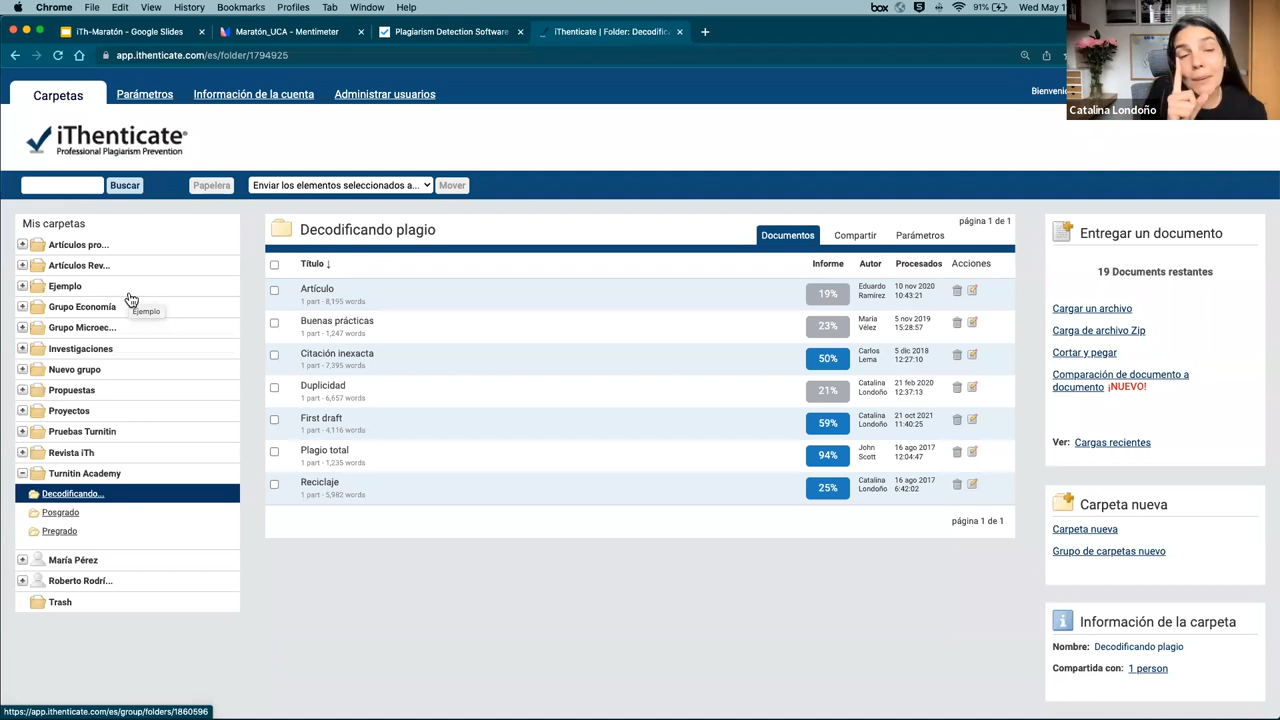 Chrome File Edit View History Bookmarks Profiles Tab Window Help
box 91% Wed May 1
iTh-Maratón - Google Slides
Maratón_UCA - Mentimeter
Plagiarism Detection Software
iThenticate | Folder: Decodific
app.ithenticate.com/es/folder/1794925
Catalina Londoño
Carpetas Parámetros Información de la cuenta Administrar usuarios
Bienvenic
iThenticate®
Professional Plagiarism Prevention
Buscar Papelera Enviar los elementos seleccionados a... Mover
Mis carpetas
Artículos pro...
Artículos Rev...
Ejemplo
Ejemplo
Grupo Economía
Grupo Microec...
Investigaciones
Nuevo grupo
Propuestas
Proyectos
Pruebas Turnitin
Revista iTh
Turnitin Academy
Decodificando...
Posgrado
Pregrado
María Pérez
Roberto Rodrí...
Trash
página 1 de 1
Decodificando plagio
Documentos Compartir Parámetros
Título ↓ Informe Autor Procesados Acciones
Artículo
1 part - 8,195 words
19%
Eduardo
Ramírez
10 nov 2020
10:43:21
Buenas prácticas
1 part - 1,247 words
23%
María
Vélez
5 nov 2019
15:28:57
Citación inexacta
1 part - 7,395 words
50%
Carlos
Lema
5 dic 2018
12:27:10
Duplicidad
1 part - 6,657 words
21%
Catalina
Londoño
21 feb 2020
12:37:13
First draft
1 part - 4,116 words
59%
Catalina
Londoño
21 oct 2021
11:40:25
Plagio total
1 part - 1,235 words
94%
John
Scott
16 ago 2017
12:04:47
Reciclaje
1 part - 5,982 words
25%
Catalina
Londoño
16 ago 2017
6:42:02
página 1 de 1
Entregar un documento
19 Documents restantes
Cargar un archivo
Carga de archivo Zip
Cortar y pegar
Comparación de documento a
documento ¡NUEVO!
Ver: Cargas recientes
Carpeta nueva
Carpeta nueva
Grupo de carpetas nuevo
Información de la carpeta
Nombre: Decodificando plagio
Compartida con: 1 person
https://app.ithenticate.com/es/group/folders/1860596